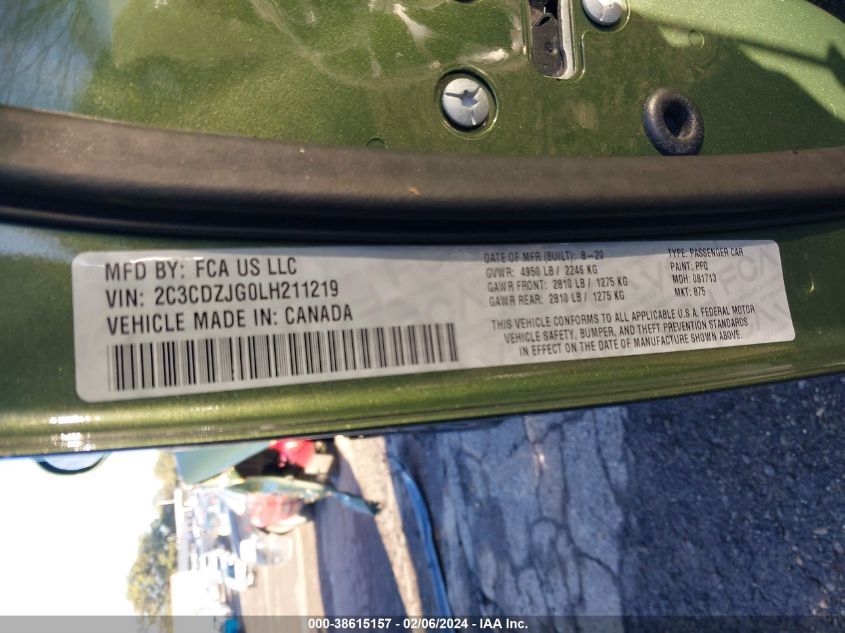 MFD BY: FCA US LLC
VIN: 2C3CDZJG0LH211219
VEHICLE MADE IN: CANADA
DATE OF MFR (BUILT): 8-20
GVWR: 4950 LB / 2246 KG
GAWR FRONT: 2810 LB / 1275 KG
GAWR REAR: 2810 LB / 1275 KG
TYPE: PASSENGER CAR
PAINT: PFQ
MDH: 081713
MKT: 875
THIS VEHICLE CONFORMS TO ALL APPLICABLE U.S.A. FEDERAL MOTOR
VEHICLE SAFETY, BUMPER, AND THEFT PREVENTION STANDARDS
IN EFFECT ON THE DATE OF MANUFACTURE SHOWN ABOVE.
000-38615157 - 02/06/2024 - IAA Inc.